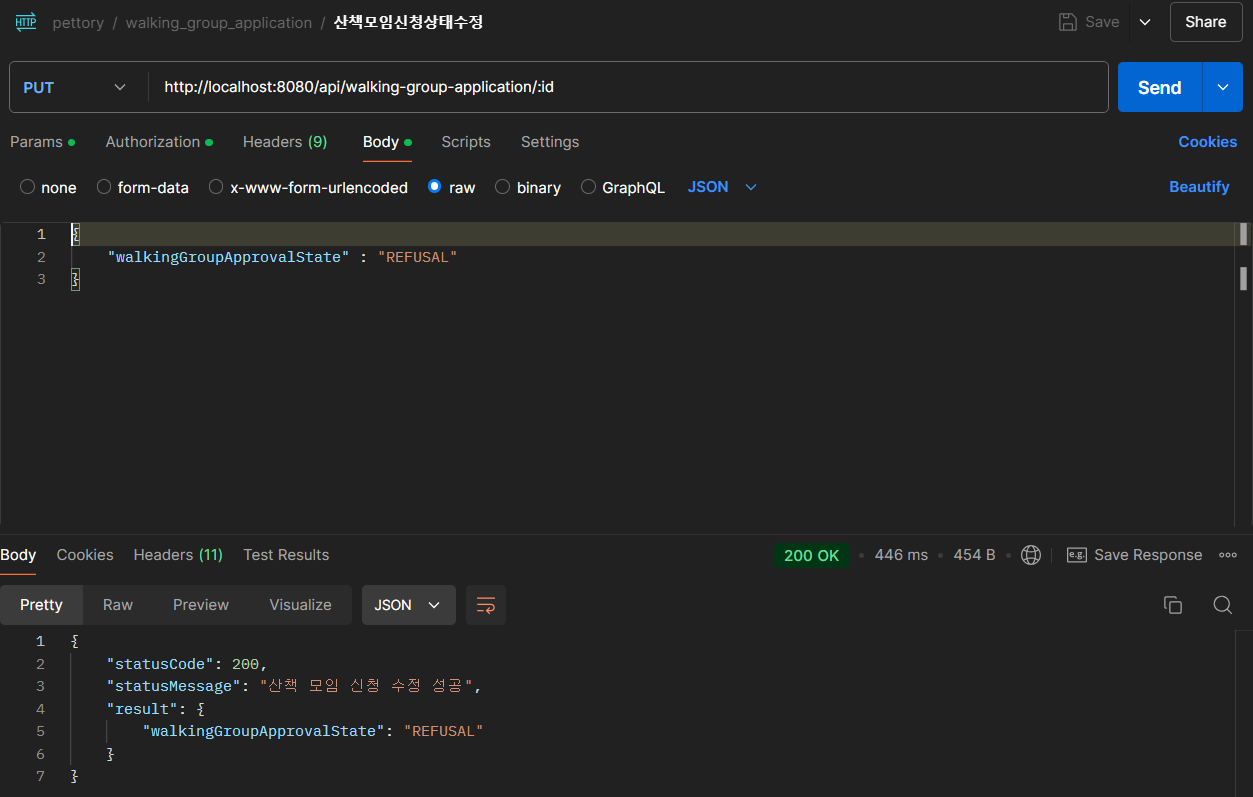 HTTP pettory / walking_group_application / 산책모임신청상태수정 Save Share
PUT http://localhost:8080/api/walking-group-application/:id Send
Params Authorization Headers (9) Body Scripts Settings Cookies
none form-data x-www-form-urlencoded raw binary GraphQL JSON Beautify
1 {
2 "walkingGroupApprovalState" : "REFUSAL"
3 }
Body Cookies Headers (11) Test Results 200 OK 446 ms 454 B e.g. Save Response
Pretty Raw Preview Visualize JSON
1 {
2 "statusCode": 200,
3 "statusMessage": "산책 모임 신청 수정 성공",
4 "result": {
5 "walkingGroupApprovalState": "REFUSAL"
6 }
7 }